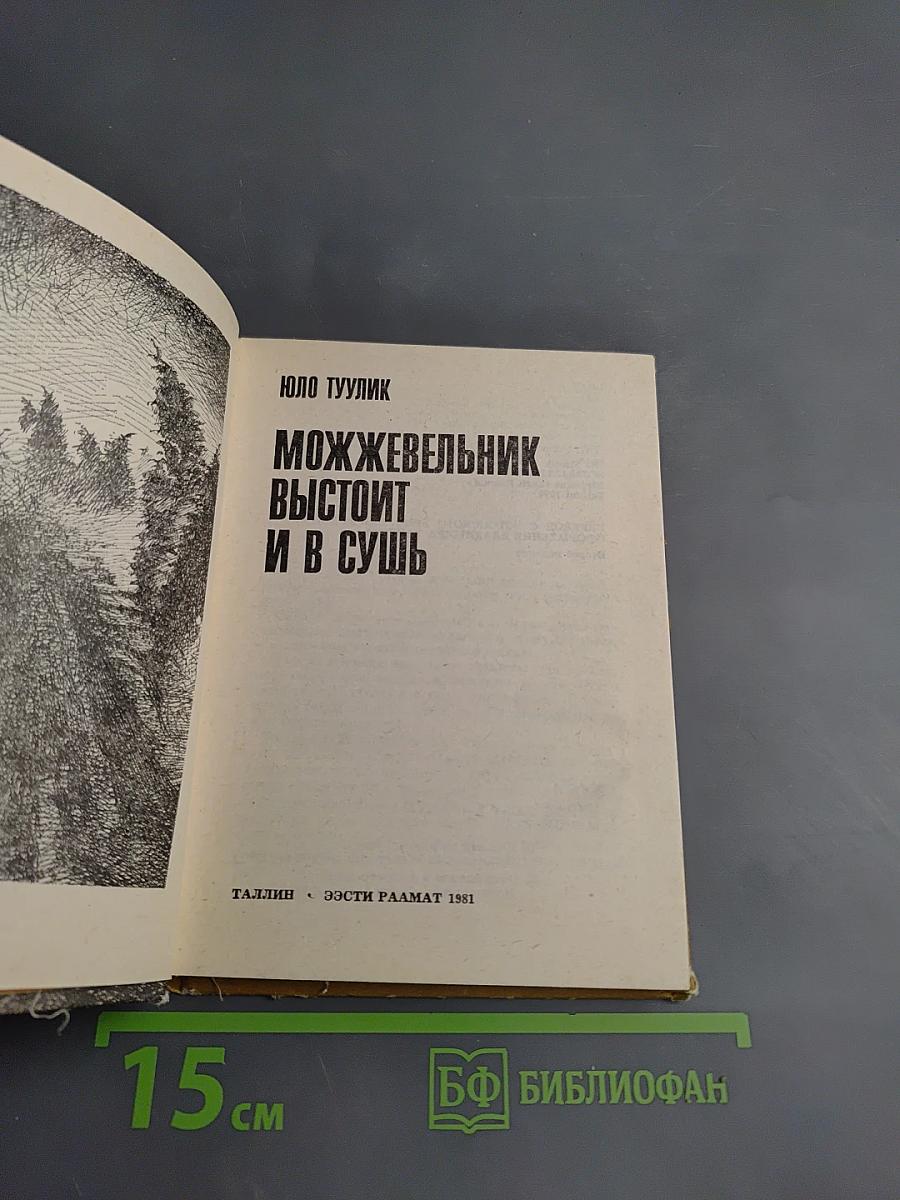 ЮЛО ТУУЛИК
МОЖЖЕВЕЛЬНИК
ВЫСТОИТ
И В СУШЬ
ТАЛЛИН · ЭЭСТИ РААМАТ 1981
15 СМ
БФ БИБЛИОФАН